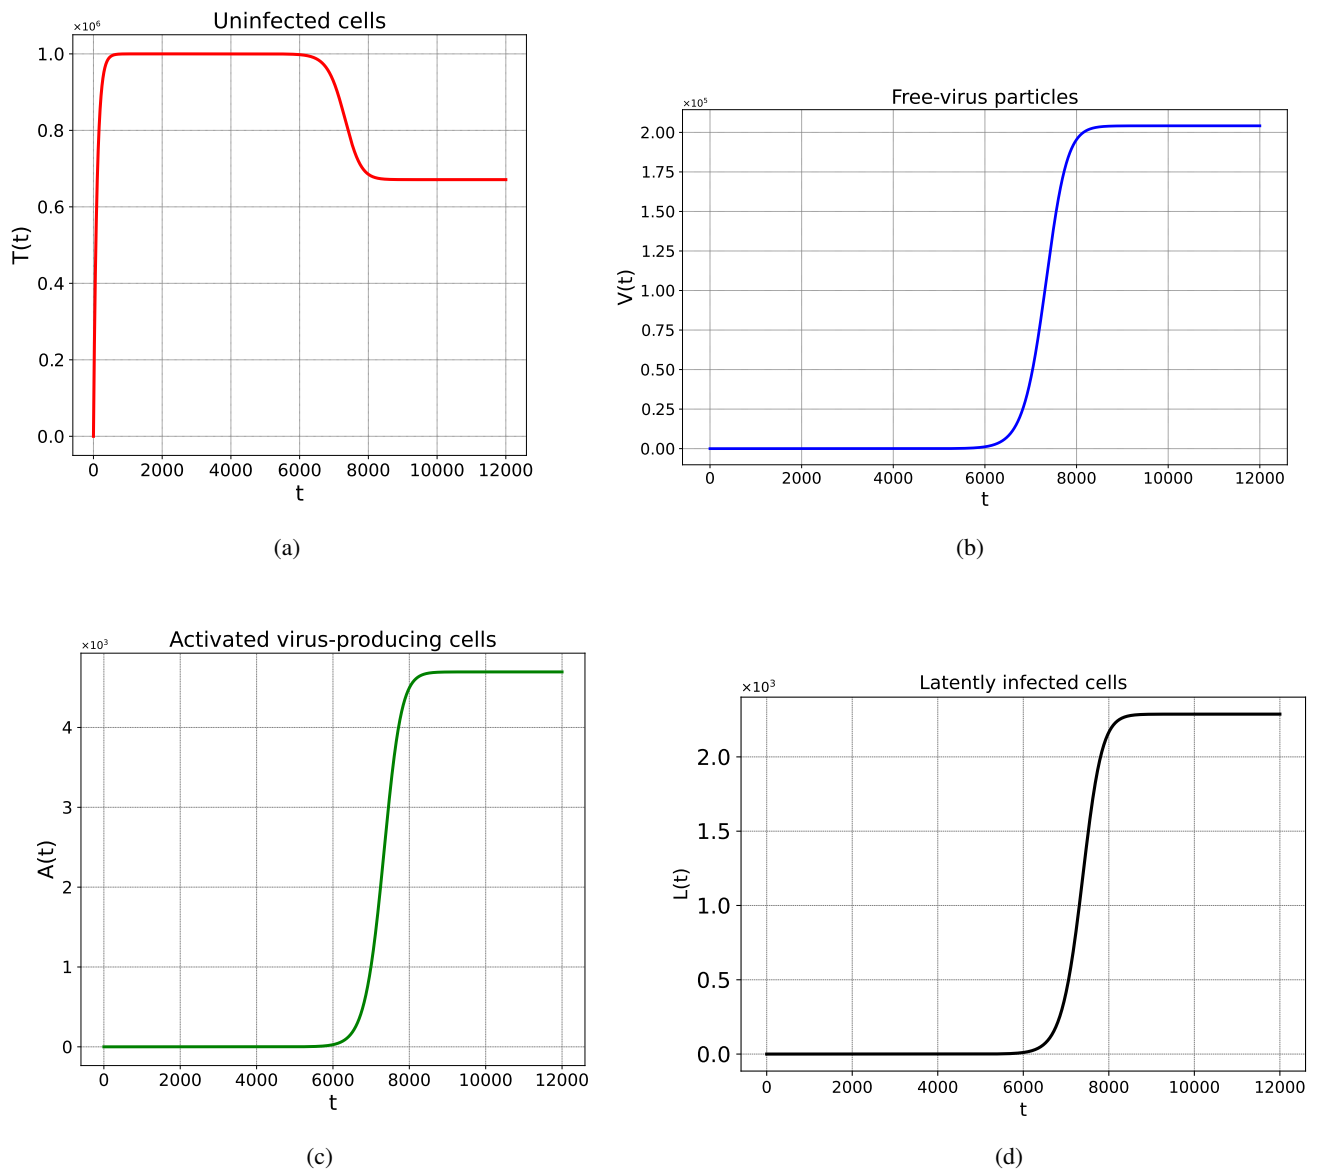 Uninfected cells
×10⁶
1.0
0.8
0.6
0.4
0.2
0.0
T(t)
0 2000 4000 6000 8000 10000 12000
t
(a)
Free-virus particles
×10⁵
2.00
1.75
1.50
1.25
1.00
0.75
0.50
0.25
0.00
V(t)
0 2000 4000 6000 8000 10000 12000
t
(b)
Activated virus-producing cells
×10³
4
3
2
1
0
A(t)
0 2000 4000 6000 8000 10000 12000
t
(c)
Latently infected cells
×10³
2.0
1.5
1.0
0.5
0.0
L(t)
0 2000 4000 6000 8000 10000 12000
t
(d)